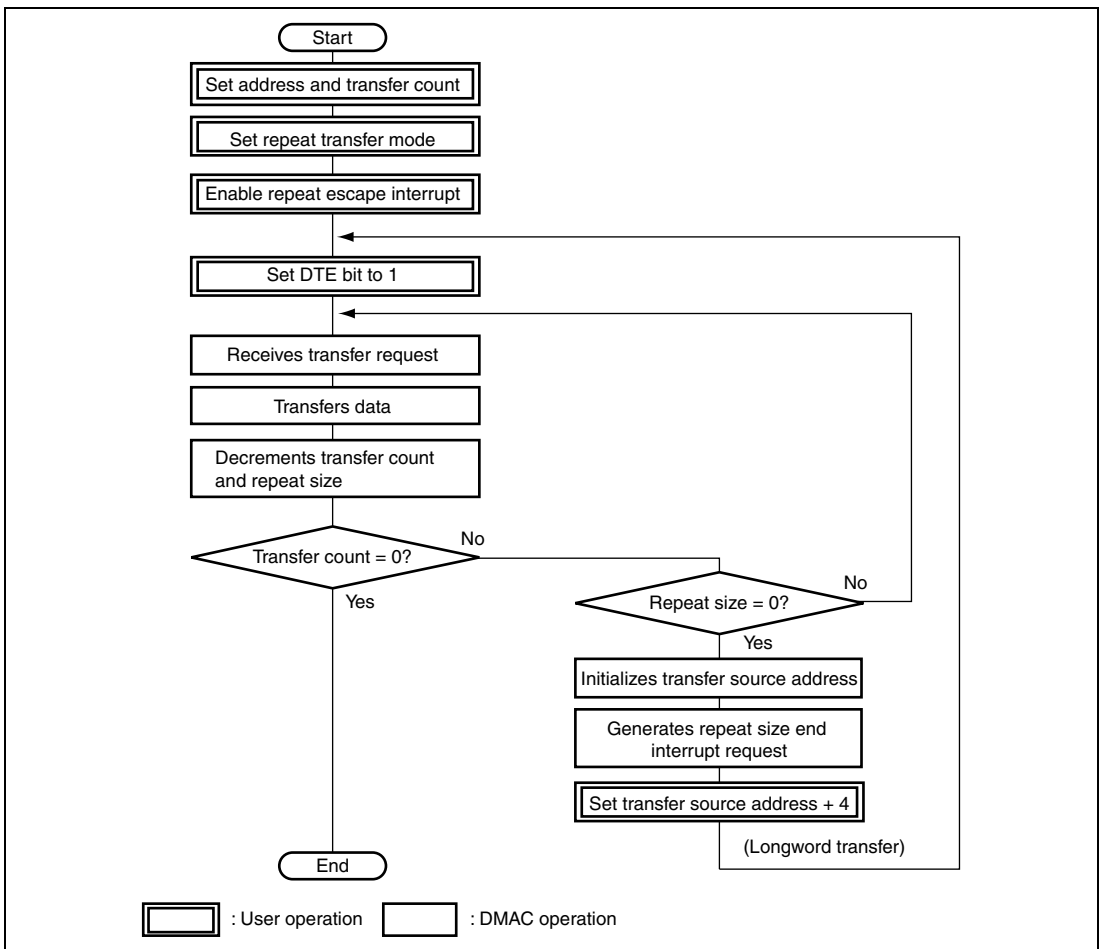 Start
Set address and transfer count
Set repeat transfer mode
Enable repeat escape interrupt
Set DTE bit to 1
Receives transfer request
Transfers data
Decrements transfer count
and repeat size
No
Transfer count = 0?
Yes
No
Repeat size = 0?
Yes
Initializes transfer source address
Generates repeat size end
interrupt request
Set transfer source address + 4
(Longword transfer)
End
: User operation
: DMAC operation